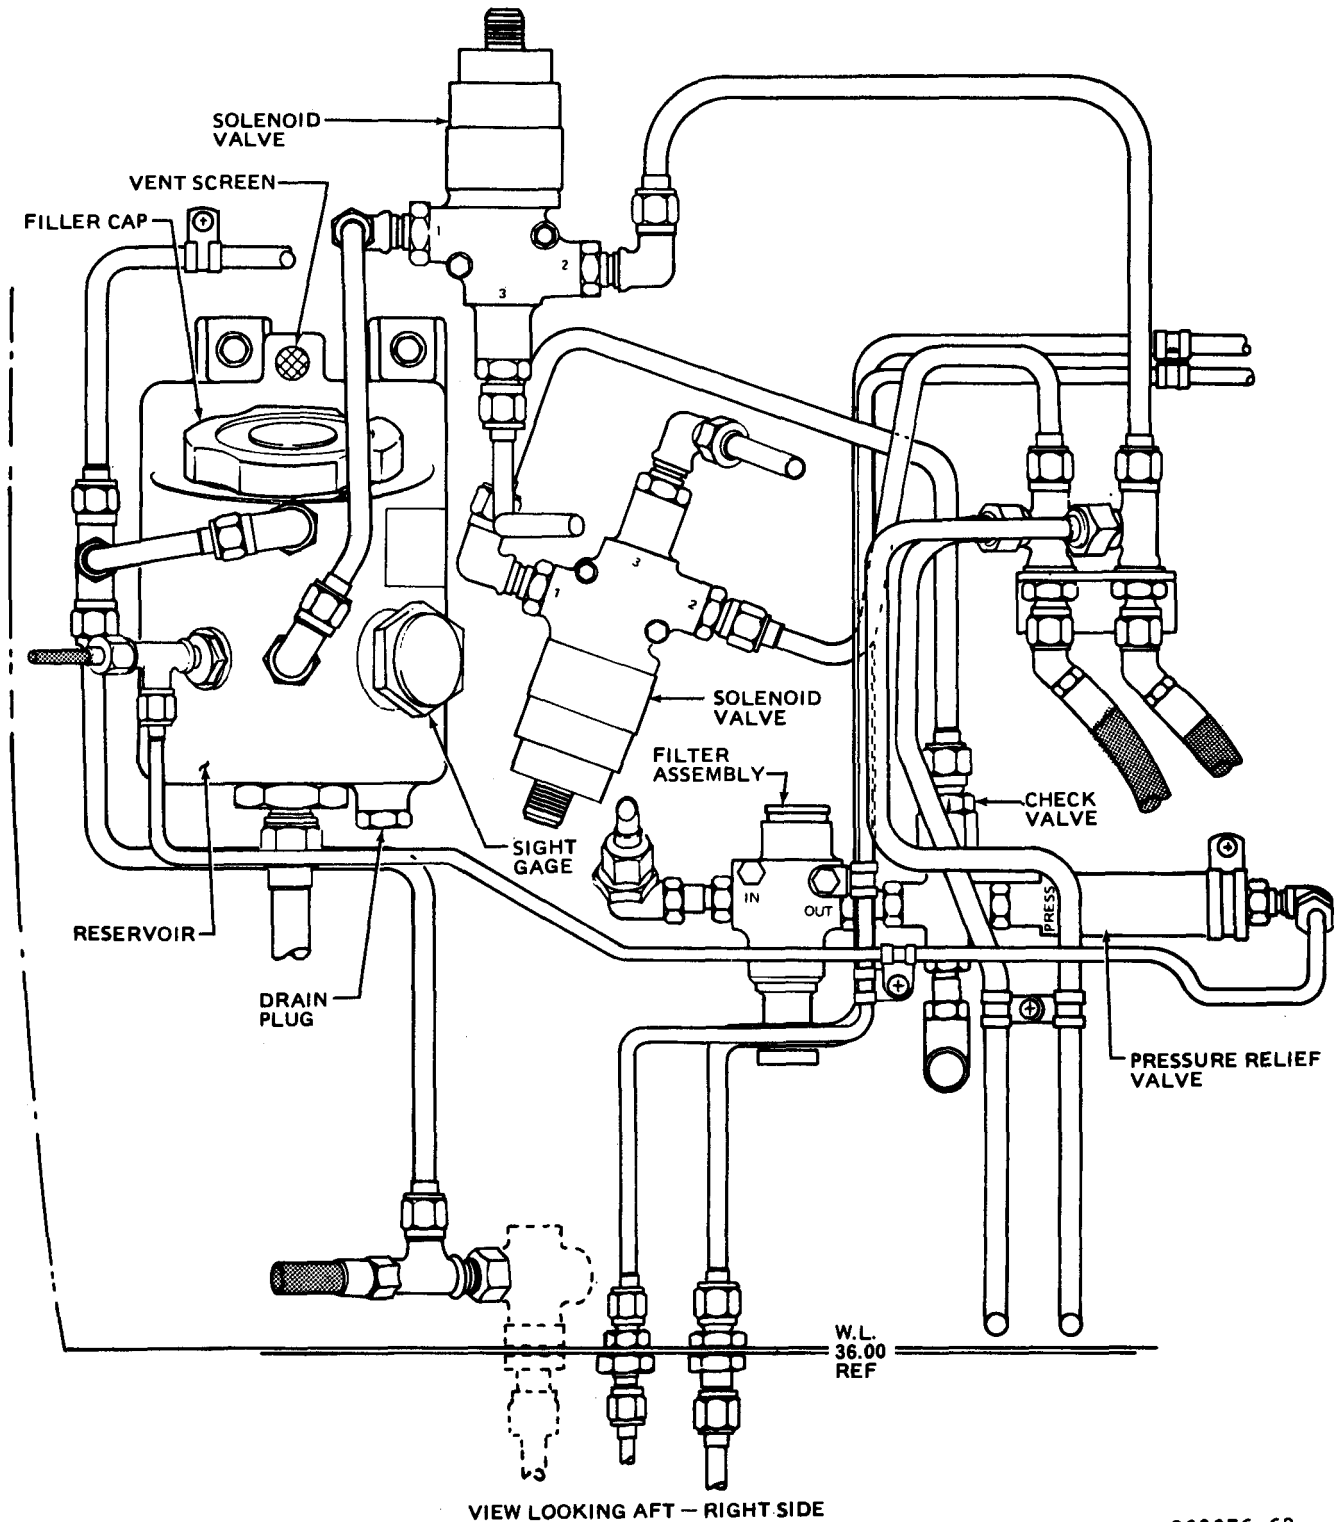 SOLENOID
VALVE
VENT SCREEN
FILLER CAP
1
2
3
3
1
2
SOLENOID
VALVE
FILTER
ASSEMBLY
CHECK
VALVE
SIGHT
GAGE
IN
OUT
PRESS
RESERVOIR
DRAIN
PLUG
PRESSURE RELIEF
VALVE
W.L.
36.00
REF
VIEW LOOKING AFT — RIGHT SIDE